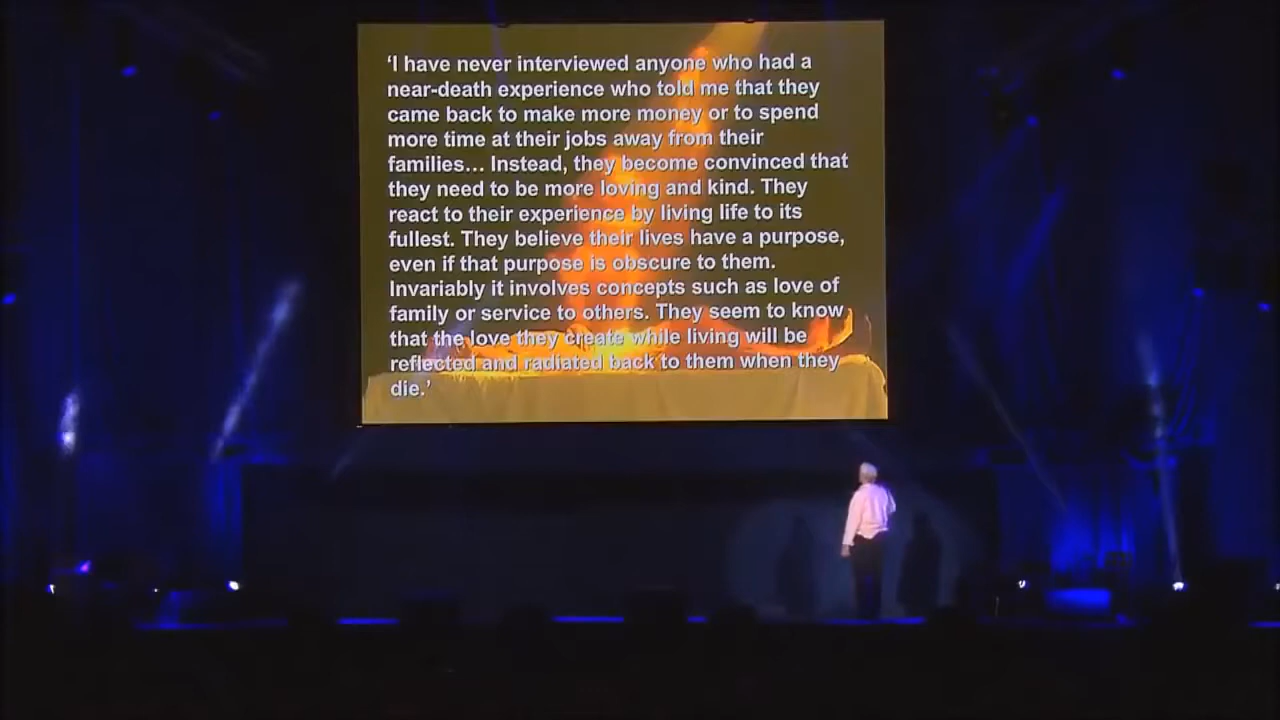 ‘I have never interviewed anyone who had a
near-death experience who told me that they
came back to make more money or to spend
more time at their jobs away from their
families... Instead, they become convinced that
they need to be more loving and kind. They
react to their experience by living life to its
fullest. They believe their lives have a purpose,
even if that purpose is obscure to them.
Invariably it involves concepts such as love of
family or service to others. They seem to know
that the love they create while living will be
reflected and radiated back to them when they
die.’